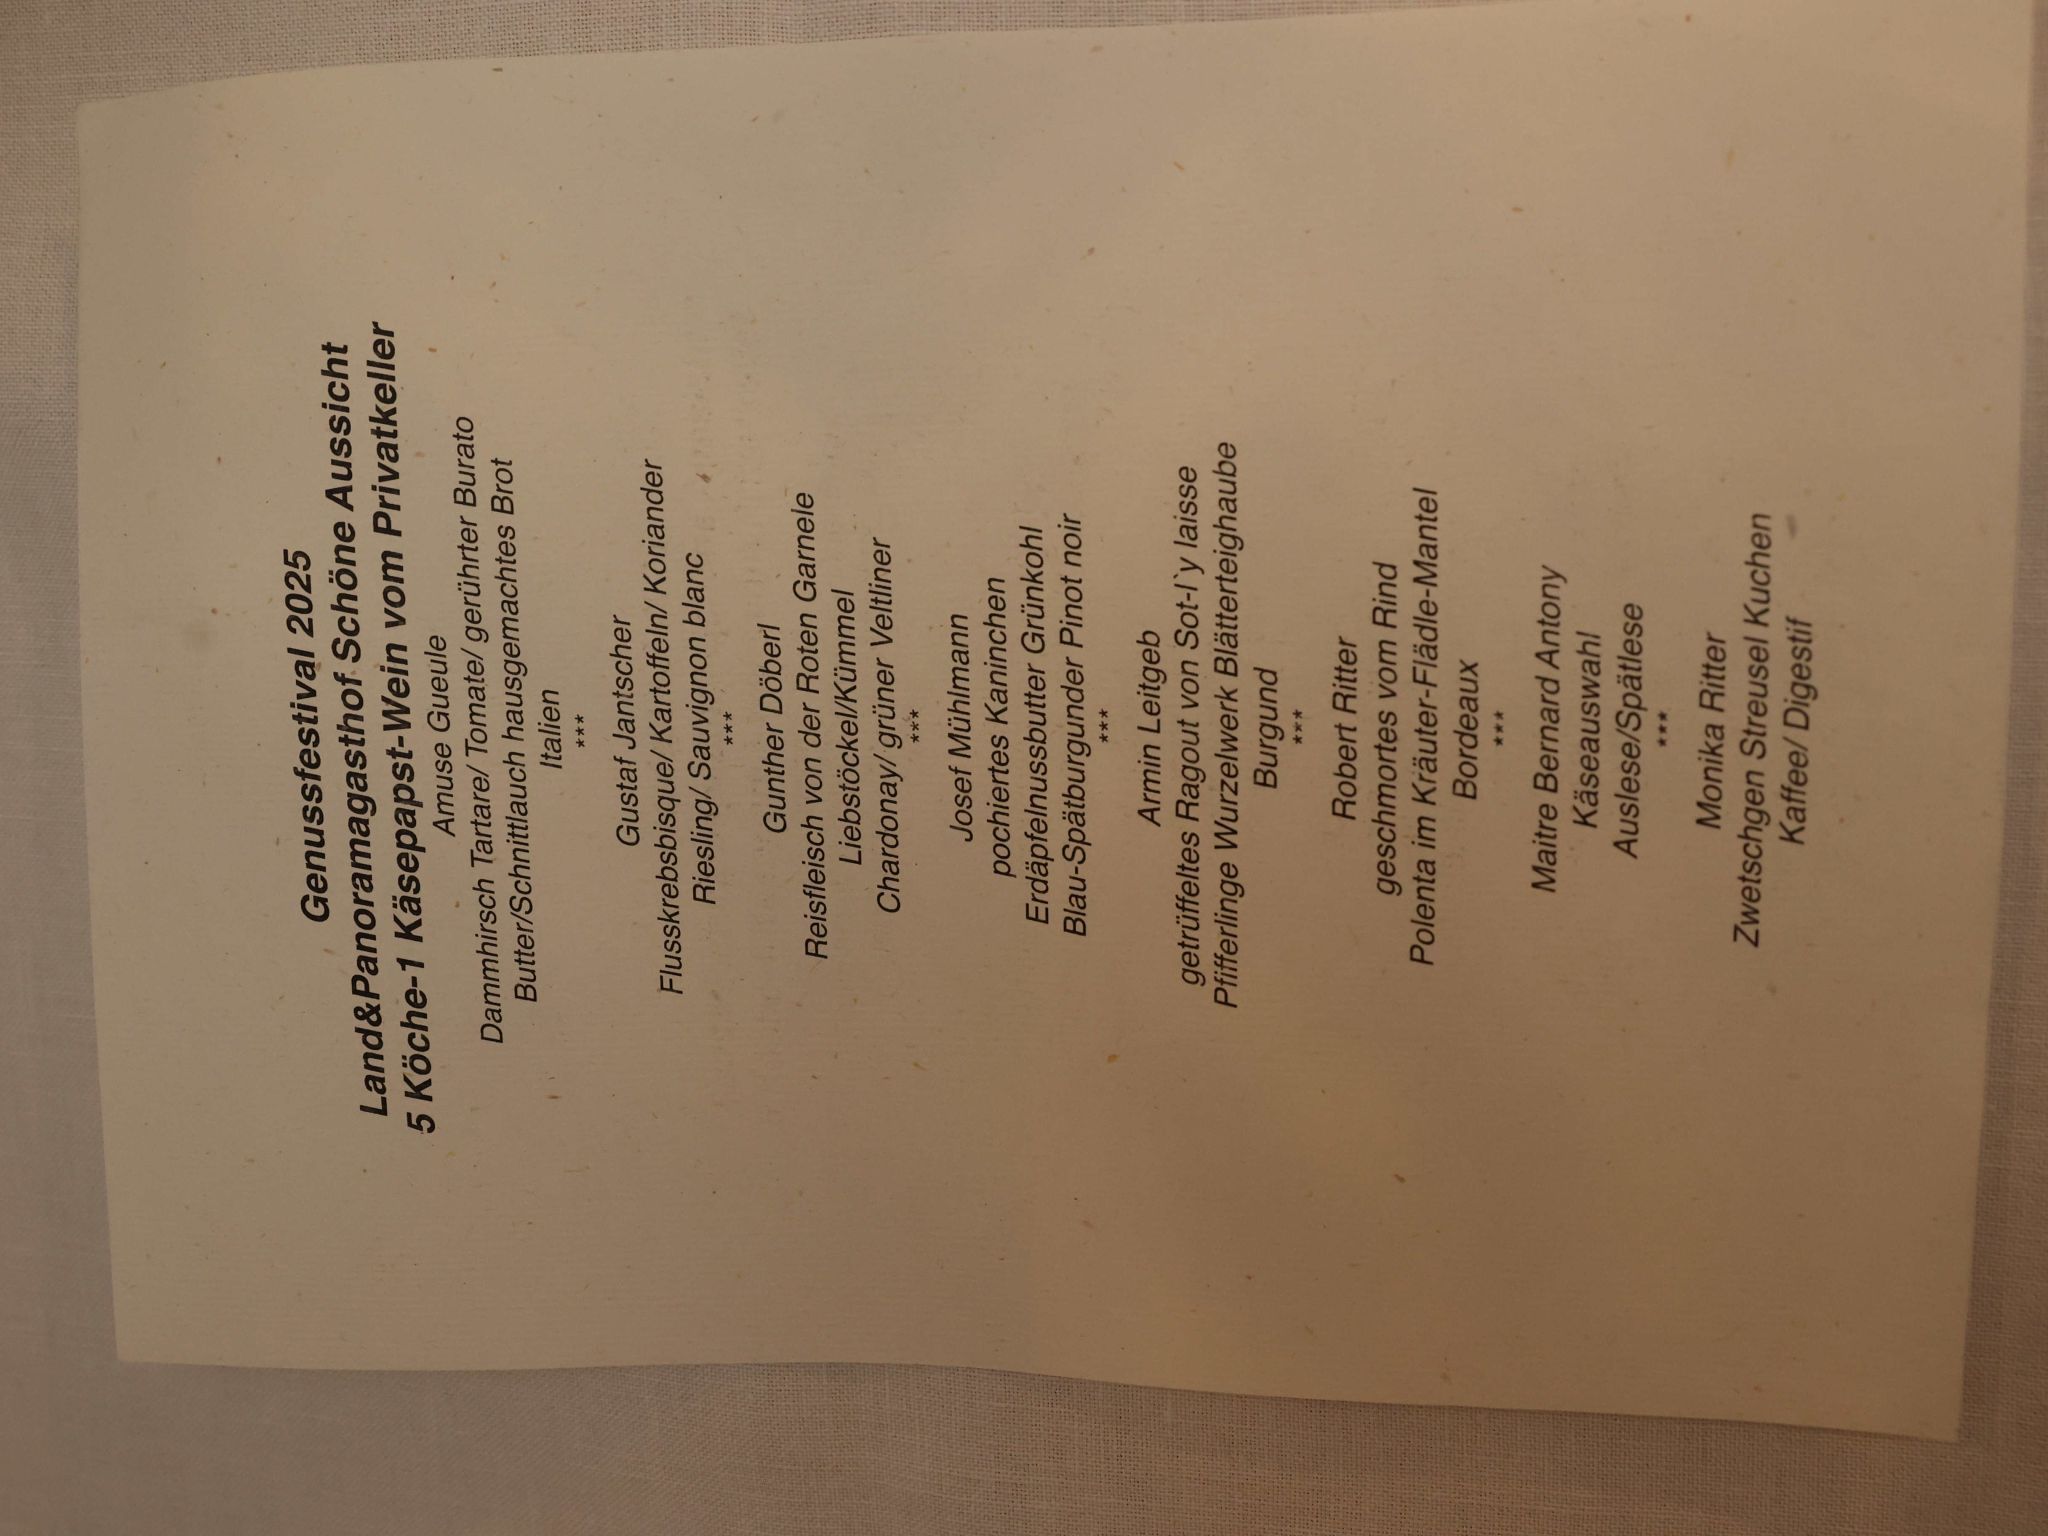 Genussfestival 2025
Land&Panoramagasthof Schöne Aussicht
5 Köche-1 Käsepapst-Wein vom Privatkeller
Amuse Gueule
Dammhirsch Tartare/ Tomate/ gerührter Burato
Butter/Schnittlauch hausgemachtes Brot
Italien
***
Gustaf Jantscher
Flusskrebsbisque/ Kartoffeln/ Koriander
Riesling/ Sauvignon blanc
***
Gunther Döberl
Reisfleisch von der Roten Garnele
Liebstöckel/Kümmel
Chardonay/ grüner Veltliner
***
Josef Mühlmann
pochiertes Kaninchen
Erdäpfelnussbutter Grünkohl
Blau-Spätburgunder Pinot noir
***
Armin Leitgeb
getrüffeltes Ragout von Sot-l`y laisse
Pfifferlinge Wurzelwerk Blätterteighaube
Burgund
***
Robert Ritter
geschmortes vom Rind
Polenta im Kräuter-Flädle-Mantel
Bordeaux
***
Maitre Bernard Antony
Käseauswahl
Auslese/Spätlese
***
Monika Ritter
Zwetschgen Streusel Kuchen
Kaffee/ Digestif